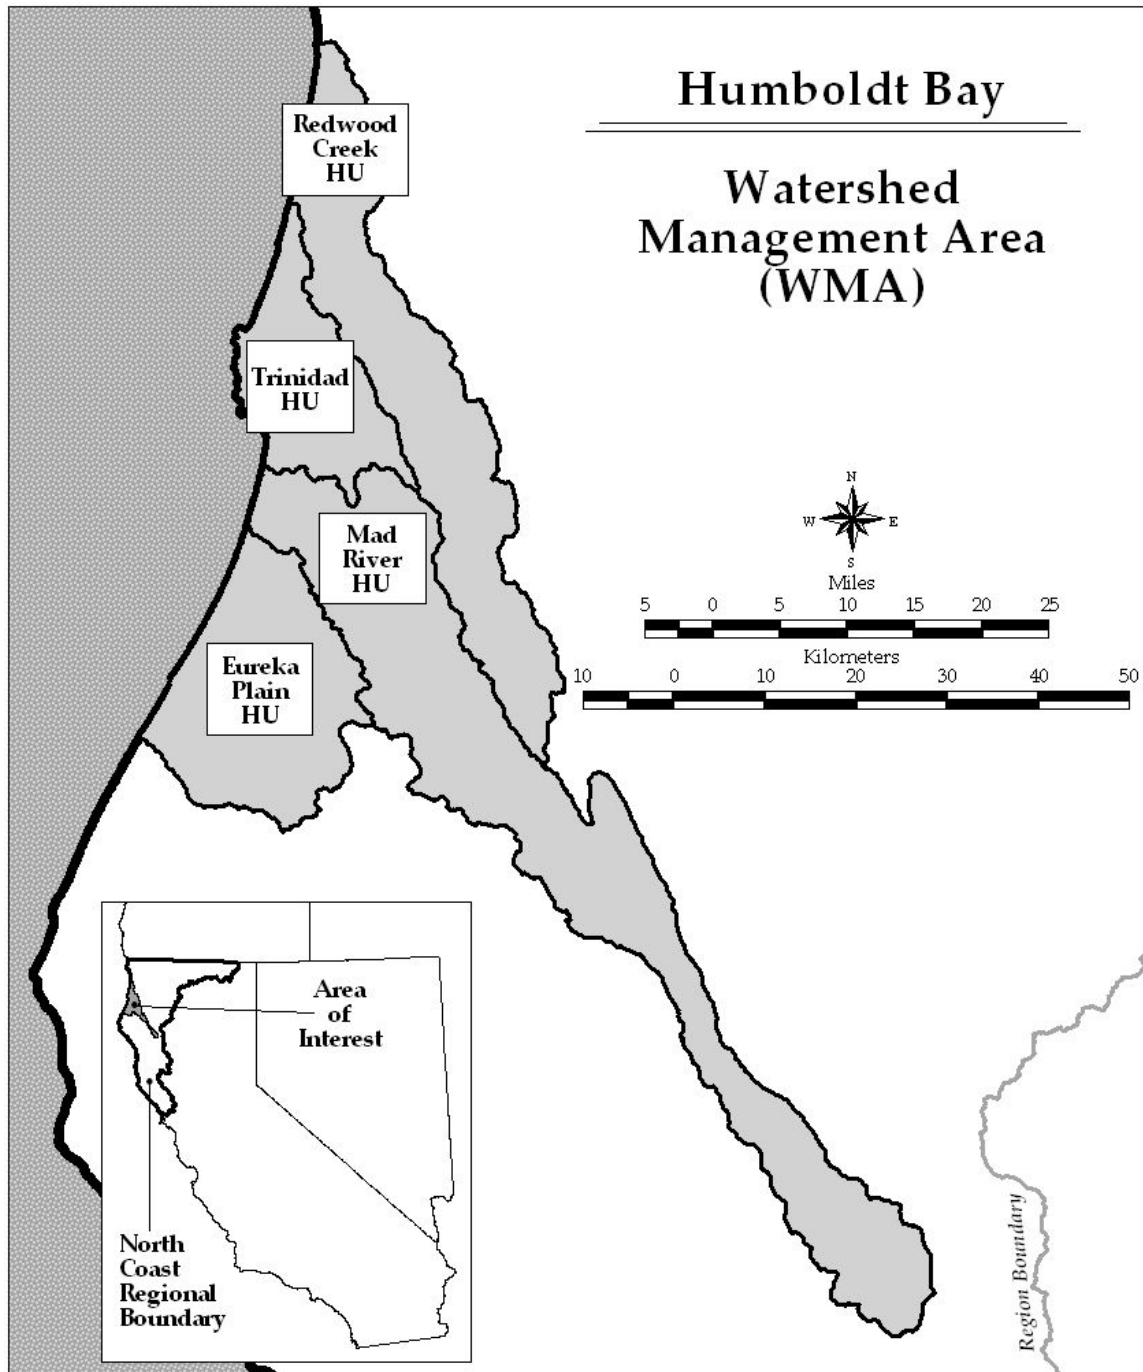 Humboldt Bay
Watershed
Management Area
(WMA)
Redwood
Creek
HU
Trinidad
HU
Mad
River
HU
Eureka
Plain
HU
N
W E
S
Miles
5 0 5 10 15 20 25
Kilometers
10 0 10 20 30 40 50
Area
of
Interest
North
Coast
Regional
Boundary
Region Boundary